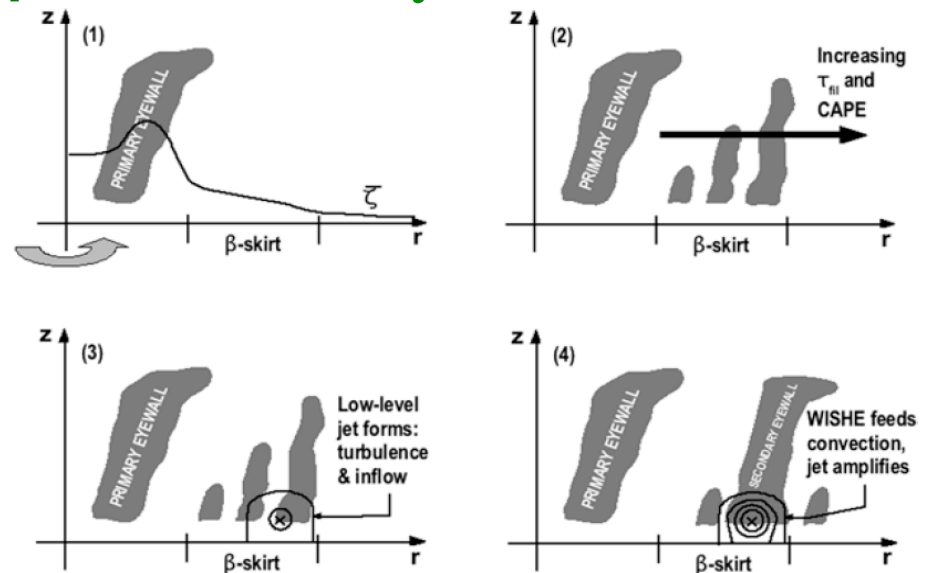 z
(1)
PRIMARY EYEWALL
ζ̅
r
β-skirt
z
(2)
PRIMARY EYEWALL
Increasing
τfil and
CAPE
r
β-skirt
z
(3)
PRIMARY EYEWALL
Low-level
jet forms:
turbulence
& inflow
r
β-skirt
z
(4)
PRIMARY EYEWALL
SECONDARY EYEWALL
WISHE feeds
convection,
jet amplifies
r
β-skirt